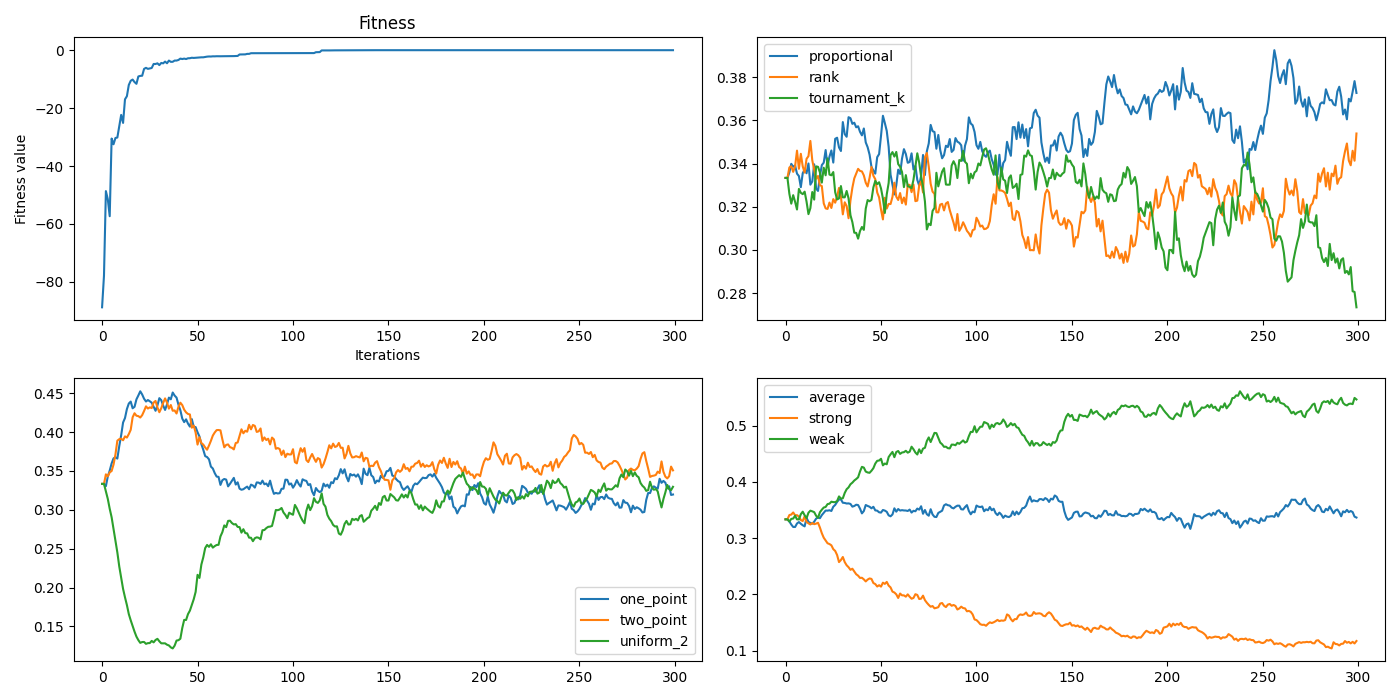 Fitness
Fitness value
0
−20
−40
−60
−80
0 50 100 150 200 250 300
Iterations
proportional
rank
tournament_k
0.38
0.36
0.34
0.32
0.30
0.28
0 50 100 150 200 250 300
0.45
0.40
0.35
0.30
0.25
0.20
0.15
one_point
two_point
uniform_2
0 50 100 150 200 250 300
average
strong
weak
0.5
0.4
0.3
0.2
0.1
0 50 100 150 200 250 300